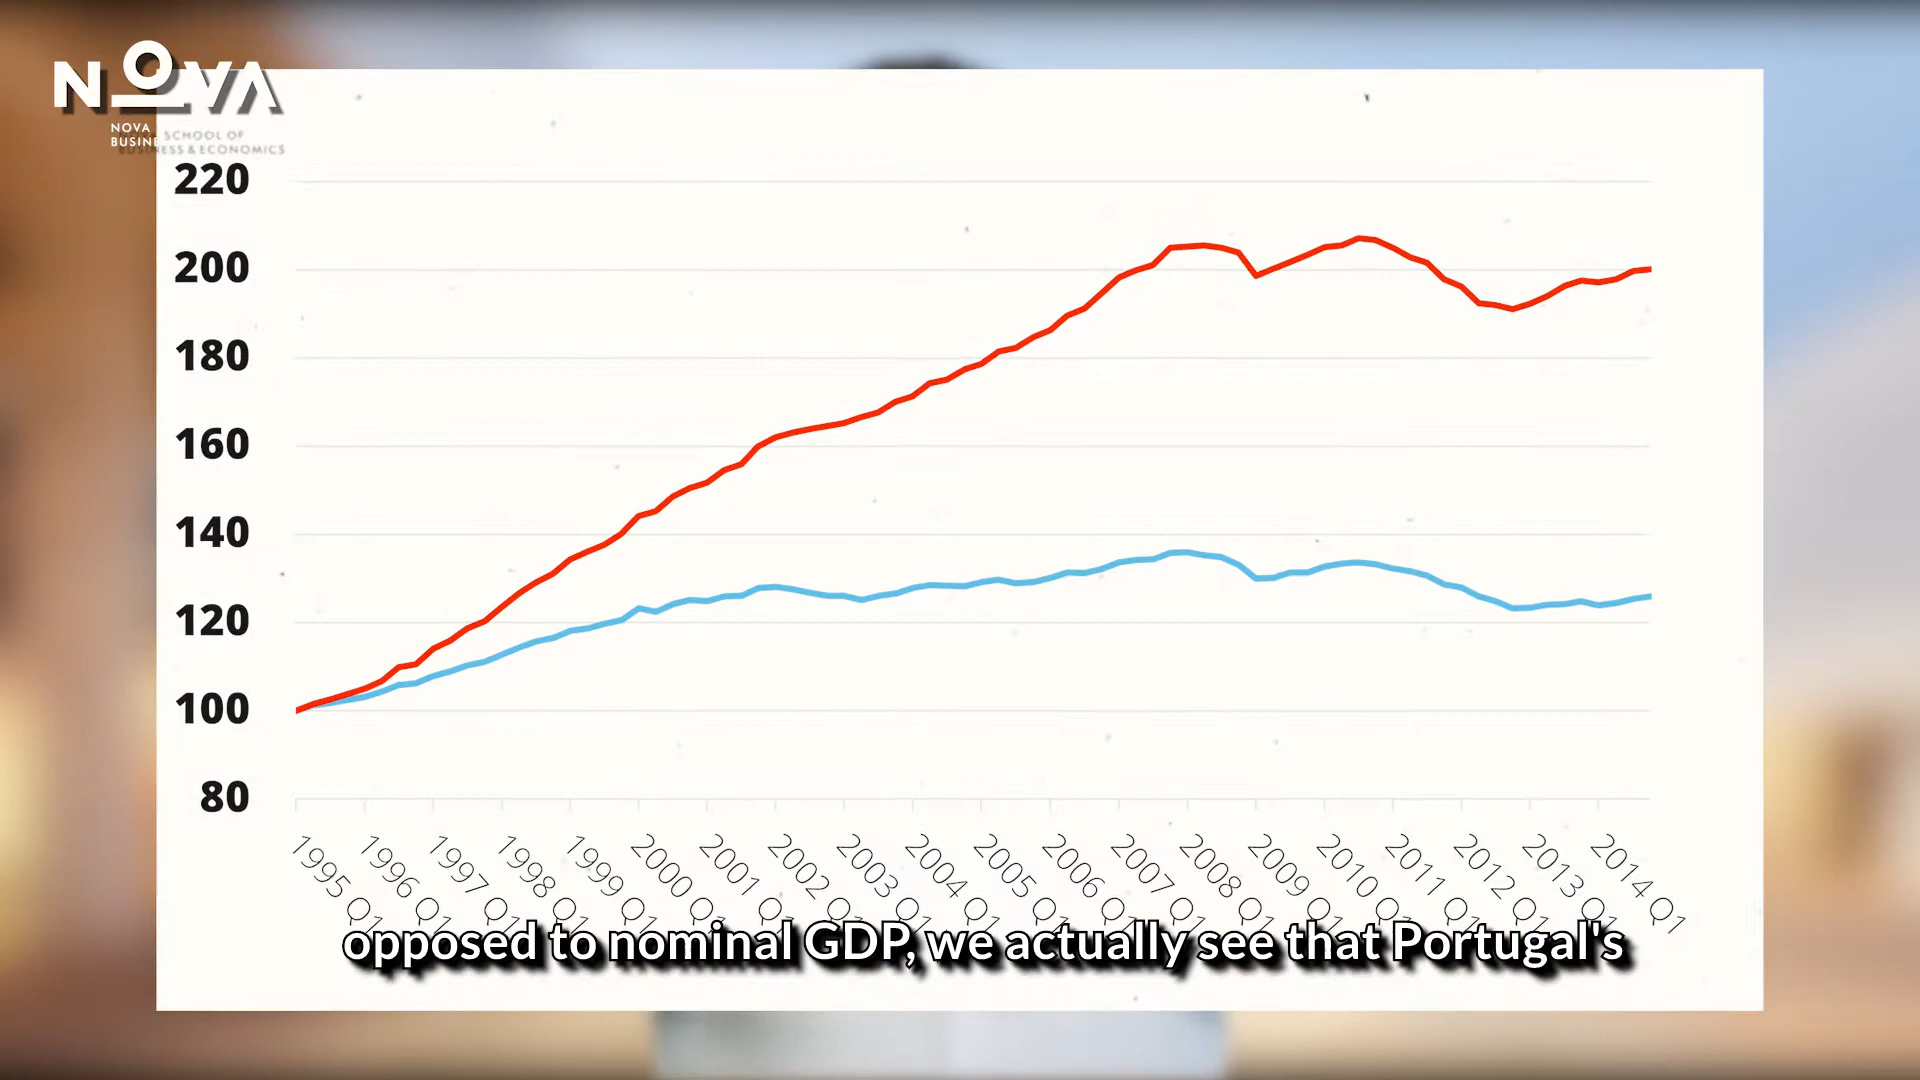 NOVA
NOVA SCHOOL OF
BUSINESS & ECONOMICS
220
200
180
160
140
120
100
80
1995 Q1
1996 Q1
1997 Q1
1998 Q1
1999 Q1
2000 Q1
2001 Q1
2002 Q1
2003 Q1
2004 Q1
2005 Q1
2006 Q1
2007 Q1
2008 Q1
2009 Q1
2010 Q1
2011 Q1
2012 Q1
2013 Q1
2014 Q1
opposed to nominal GDP, we actually see that Portugal's